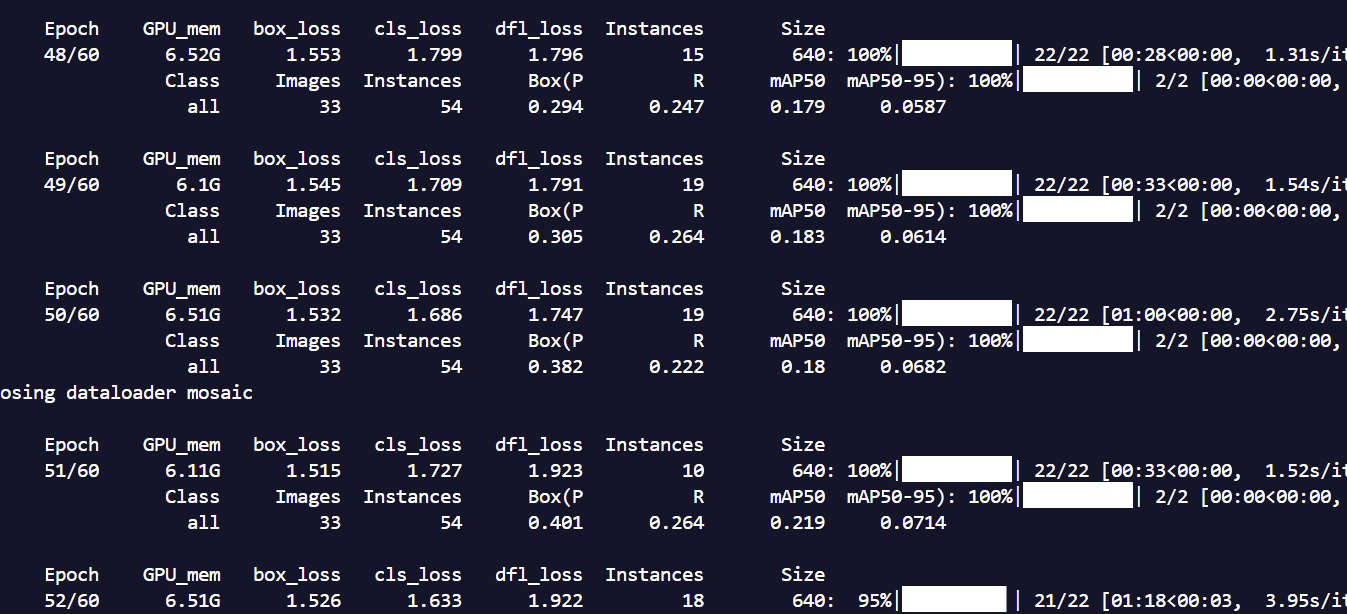 Epoch GPU_mem box_loss cls_loss dfl_loss Instances Size
48/60 6.52G 1.553 1.799 1.796 15 640: 100%| | 22/22 [00:28<00:00, 1.31s/it
Class Images Instances Box(P R mAP50 mAP50-95): 100%| | 2/2 [00:00<00:00,
all 33 54 0.294 0.247 0.179 0.0587
Epoch GPU_mem box_loss cls_loss dfl_loss Instances Size
49/60 6.1G 1.545 1.709 1.791 19 640: 100%| | 22/22 [00:33<00:00, 1.54s/it
Class Images Instances Box(P R mAP50 mAP50-95): 100%| | 2/2 [00:00<00:00,
all 33 54 0.305 0.264 0.183 0.0614
Epoch GPU_mem box_loss cls_loss dfl_loss Instances Size
50/60 6.51G 1.532 1.686 1.747 19 640: 100%| | 22/22 [01:00<00:00, 2.75s/it
Class Images Instances Box(P R mAP50 mAP50-95): 100%| | 2/2 [00:00<00:00,
all 33 54 0.382 0.222 0.18 0.0682
osing dataloader mosaic
Epoch GPU_mem box_loss cls_loss dfl_loss Instances Size
51/60 6.11G 1.515 1.727 1.923 10 640: 100%| | 22/22 [00:33<00:00, 1.52s/it
Class Images Instances Box(P R mAP50 mAP50-95): 100%| | 2/2 [00:00<00:00,
all 33 54 0.401 0.264 0.219 0.0714
Epoch GPU_mem box_loss cls_loss dfl_loss Instances Size
52/60 6.51G 1.526 1.633 1.922 18 640: 95%| | 21/22 [01:18<00:03, 3.95s/it